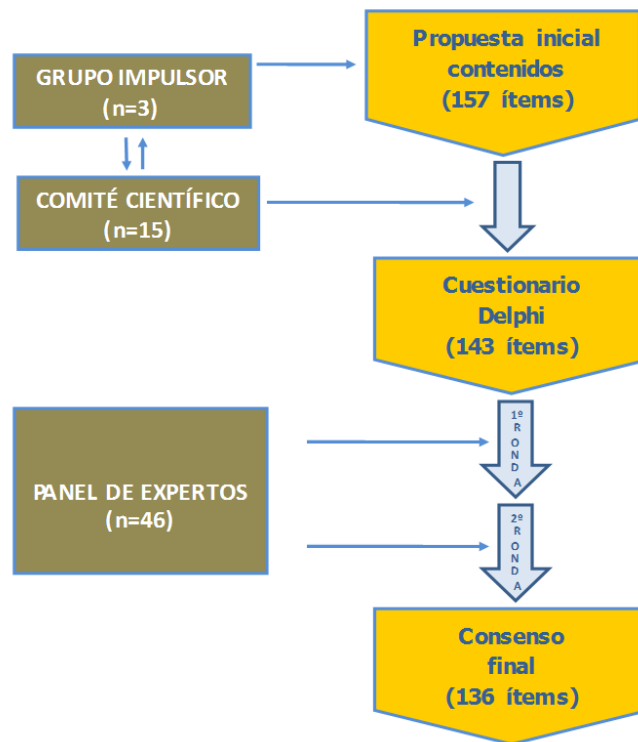 GRUPO IMPULSOR
(n=3)
Propuesta inicial
contenidos
(157 ítems)
COMITÉ CIENTÍFICO
(n=15)
Cuestionario
Delphi
(143 ítems)
PANEL DE EXPERTOS
(n=46)
1º
R
O
N
D
A
2º
R
O
N
D
A
Consenso
final
(136 ítems)